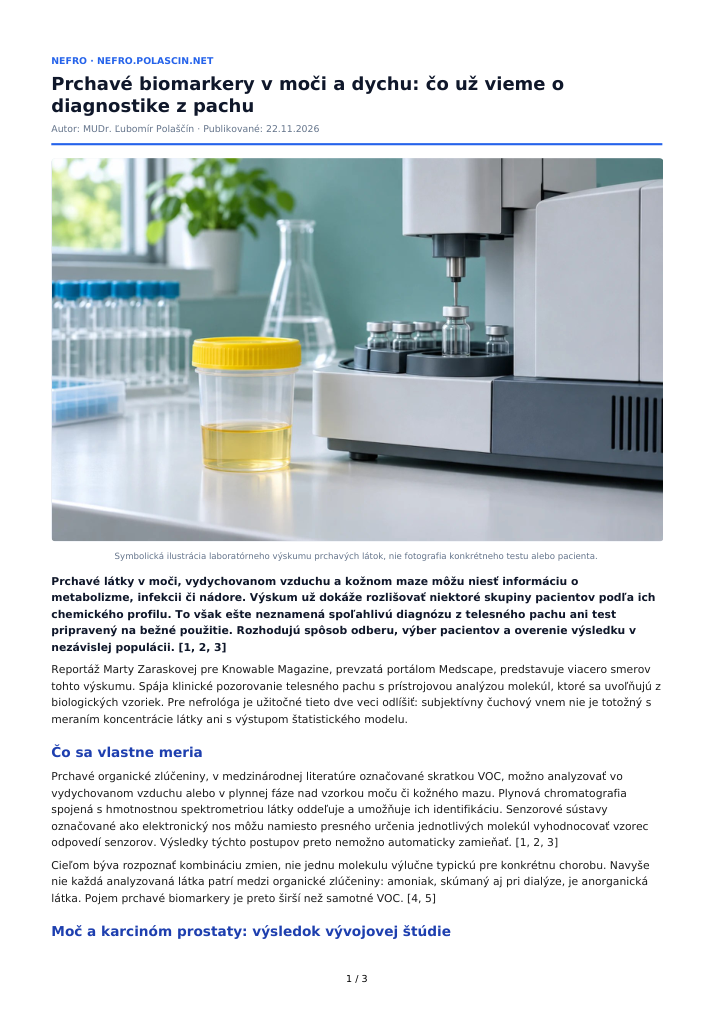 NEFRO · NEFRO.POLASCIN.NET
Prchavé biomarkery v moči a dychu: čo už vieme o
diagnostike z pachu
Autor: MUDr. Ľubomír Polaščín · Publikované: 22.11.2026
Symbolická ilustrácia laboratórneho výskumu prchavých látok, nie fotografia konkrétneho testu alebo pacienta.
Prchavé látky v moči, vydychovanom vzduchu a kožnom maze môžu niesť informáciu o
metabolizme, infekcii či nádore. Výskum už dokáže rozlišovať niektoré skupiny pacientov podľa ich
chemického profilu. To však ešte neznamená spoľahlivú diagnózu z telesného pachu ani test
pripravený na bežné použitie. Rozhodujú spôsob odberu, výber pacientov a overenie výsledku v
nezávislej populácii. [1, 2, 3]
Reportáž Marty Zaraskovej pre Knowable Magazine, prevzatá portálom Medscape, predstavuje viacero smerov
tohto výskumu. Spája klinické pozorovanie telesného pachu s prístrojovou analýzou molekúl, ktoré sa uvoľňujú z
biologických vzoriek. Pre nefrológa je užitočné tieto dve veci odlíšiť: subjektívny čuchový vnem nie je totožný s
meraním koncentrácie látky ani s výstupom štatistického modelu.
Čo sa vlastne meria
Prchavé organické zlúčeniny, v medzinárodnej literatúre označované skratkou VOC, možno analyzovať vo
vydychovanom vzduchu alebo v plynnej fáze nad vzorkou moču či kožného mazu. Plynová chromatografia
spojená s hmotnostnou spektrometriou látky oddeľuje a umožňuje ich identifikáciu. Senzorové sústavy
označované ako elektronický nos môžu namiesto presného určenia jednotlivých molekúl vyhodnocovať vzorec
odpovedí senzorov. Výsledky týchto postupov preto nemožno automaticky zamieňať. [1, 2, 3]
Cieľom býva rozpoznať kombináciu zmien, nie jednu molekulu výlučne typickú pre konkrétnu chorobu. Navyše
nie každá analyzovaná látka patrí medzi organické zlúčeniny: amoniak, skúmaný aj pri dialýze, je anorganická
látka. Pojem prchavé biomarkery je preto širší než samotné VOC. [4, 5]
Moč a karcinóm prostaty: výsledok vývojovej štúdie
1 / 3